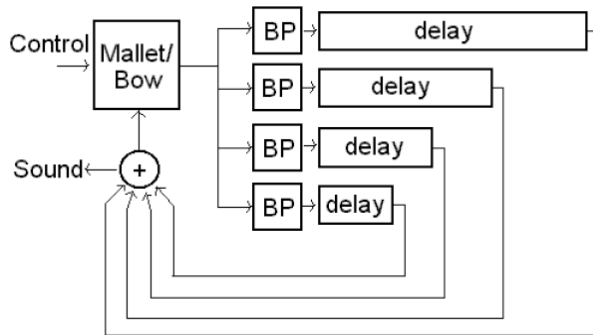 Control
Mallet/
Bow
BP
delay
BP
delay
BP
delay
BP
delay
Sound
+